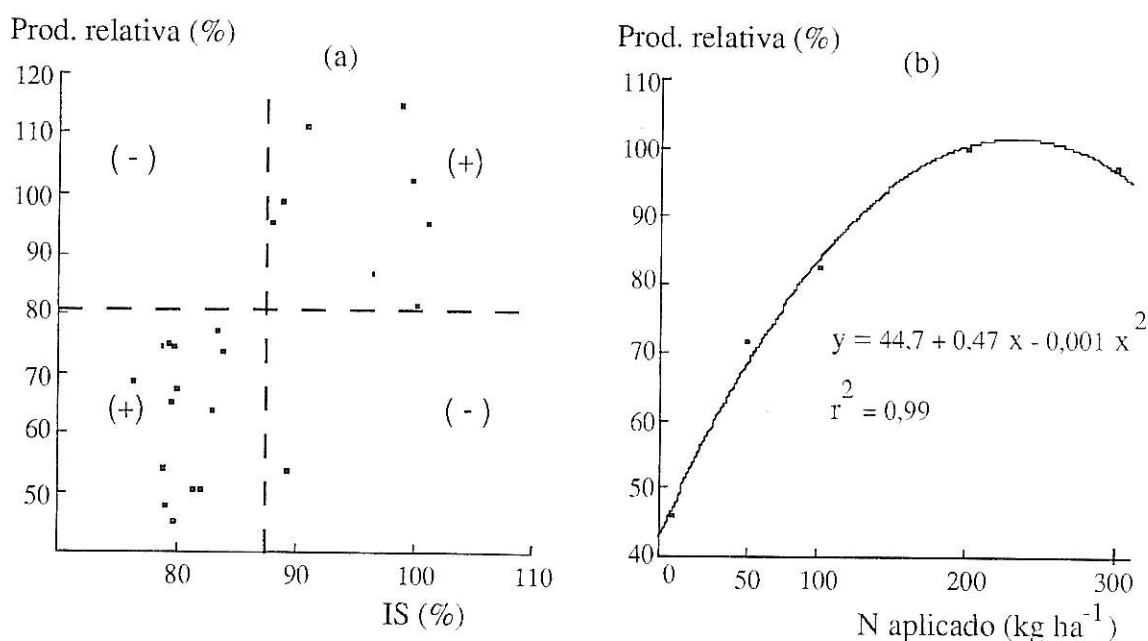 Prod. relativa (%)
(a)
120
110
100
90
80
70
60
50
( - )
(+)
(+)
( - )
80 90 100 110
IS (%)
Prod. relativa (%)
(b)
110
100
90
80
70
60
50
40
y = 44.7 + 0.47 x - 0,001 x²
r² = 0,99
0 50 100 200 300
N aplicado (kg ha⁻¹)